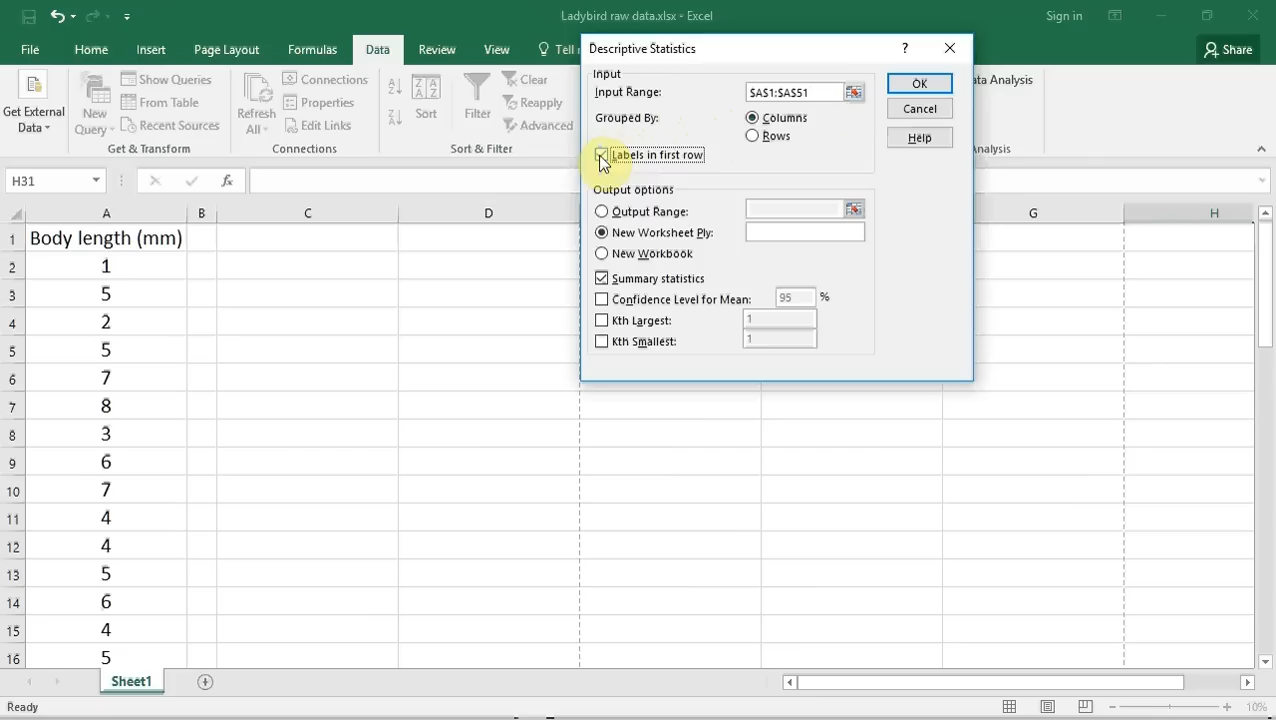 Ladybird raw data.xlsx - Excel
Sign in
File Home Insert Page Layout Formulas Data Review View Tell
Share
Get External Data
New Query
Show Queries
From Table
Recent Sources
Get & Transform
Refresh All
Connections
Properties
Edit Links
Connections
Sort
Filter
Clear
Reapply
Advanced
Sort & Filter
ata Analysis
nalysis
Descriptive Statistics
?
Input
Input Range: $A$1:$A$51
Grouped By: Columns
Rows
Labels in first row
OK
Cancel
Help
Output options
Output Range:
New Worksheet Ply:
New Workbook
Summary statistics
Confidence Level for Mean: 95 %
Kth Largest: 1
Kth Smallest: 1
H31
fx
A B C D G H
1 Body length (mm)
2 1
3 5
4 2
5 5
6 7
7 8
8 3
9 6
10 7
11 4
12 4
13 5
14 6
15 4
16 5
Sheet1
Ready
10%